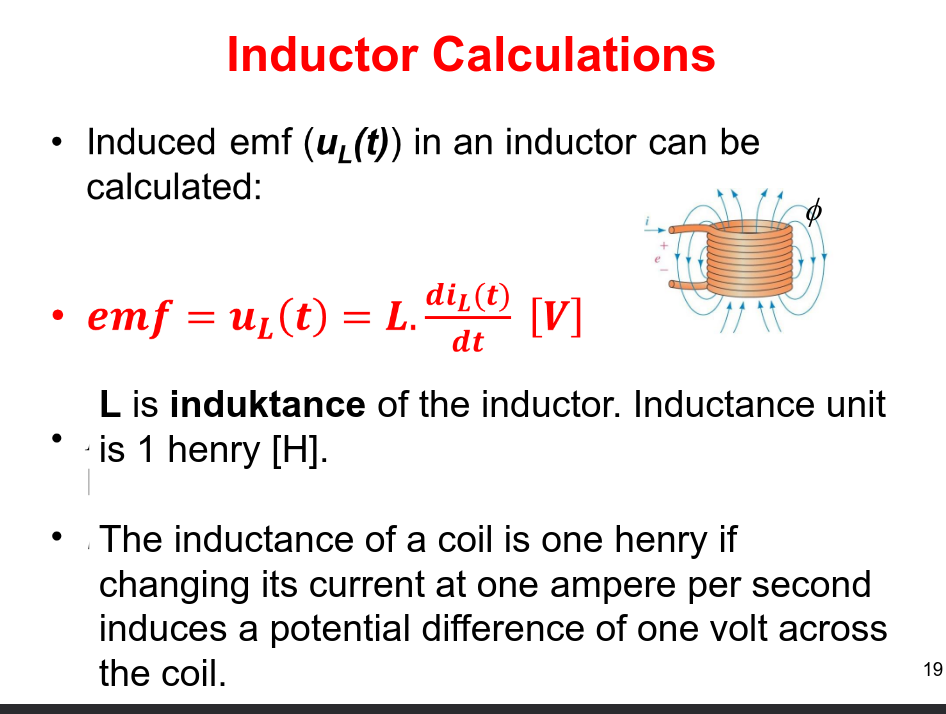 Inductor Calculations
• Induced emf (u_L(t)) in an inductor can be
calculated:
ϕ
i
+
e
−
• emf = u_L(t) = L. di_L(t)/dt [V]
L is induktance of the inductor. Inductance unit
• is 1 henry [H].
• The inductance of a coil is one henry if
changing its current at one ampere per second
induces a potential difference of one volt across
the coil.
19